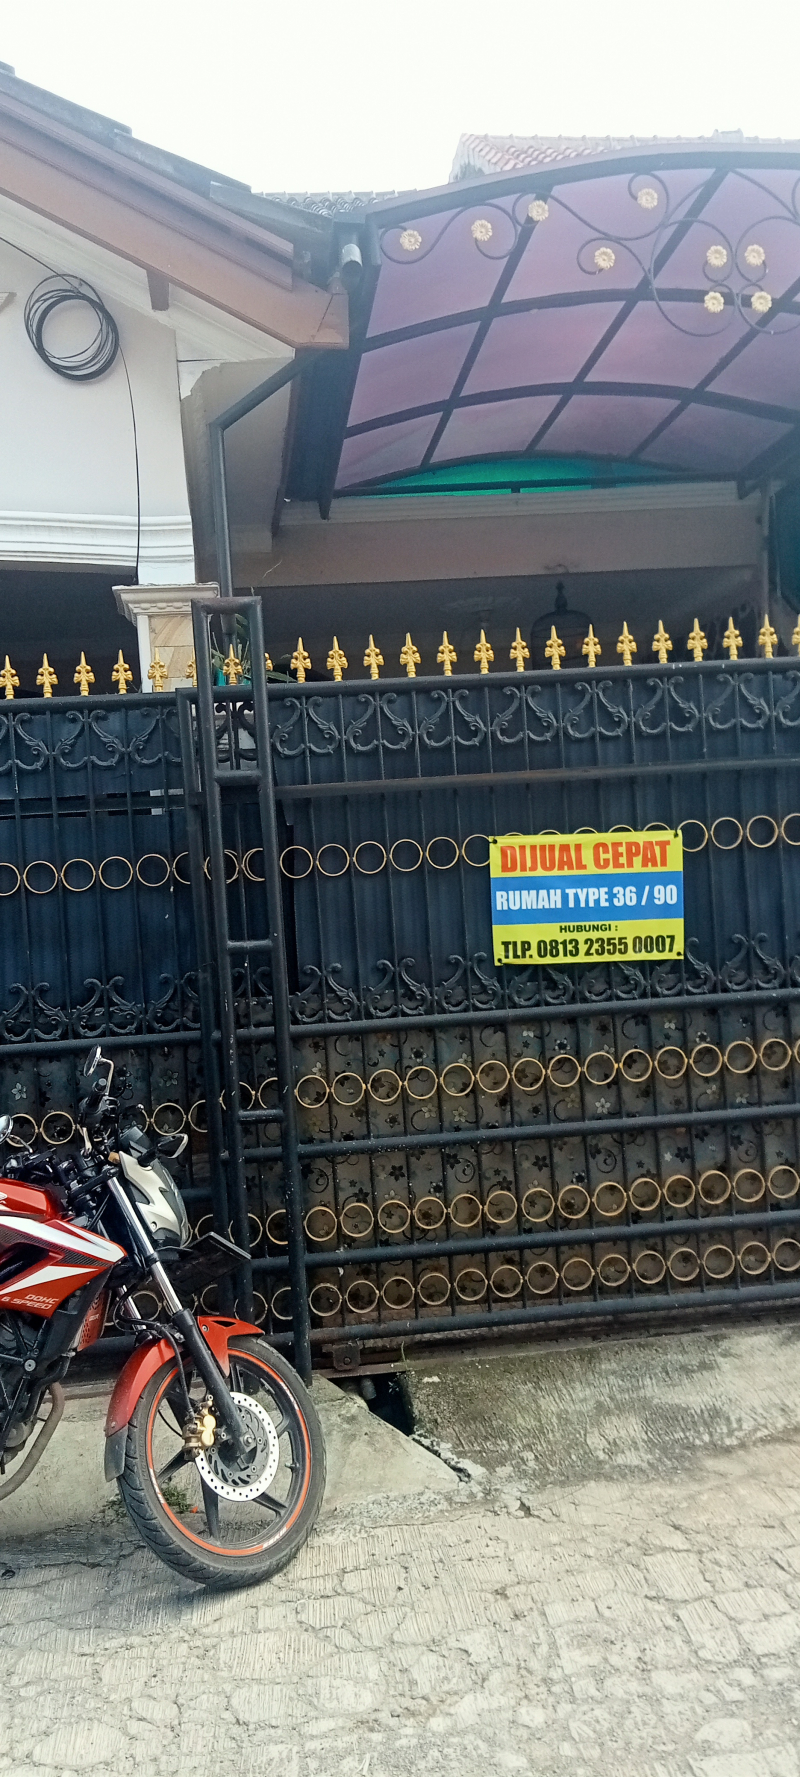 DIJUAL CEPAT
RUMAH TYPE 36 / 90
HUBUNGI :
TLP. 0813 2355 0007
DOHC
6 SPEED